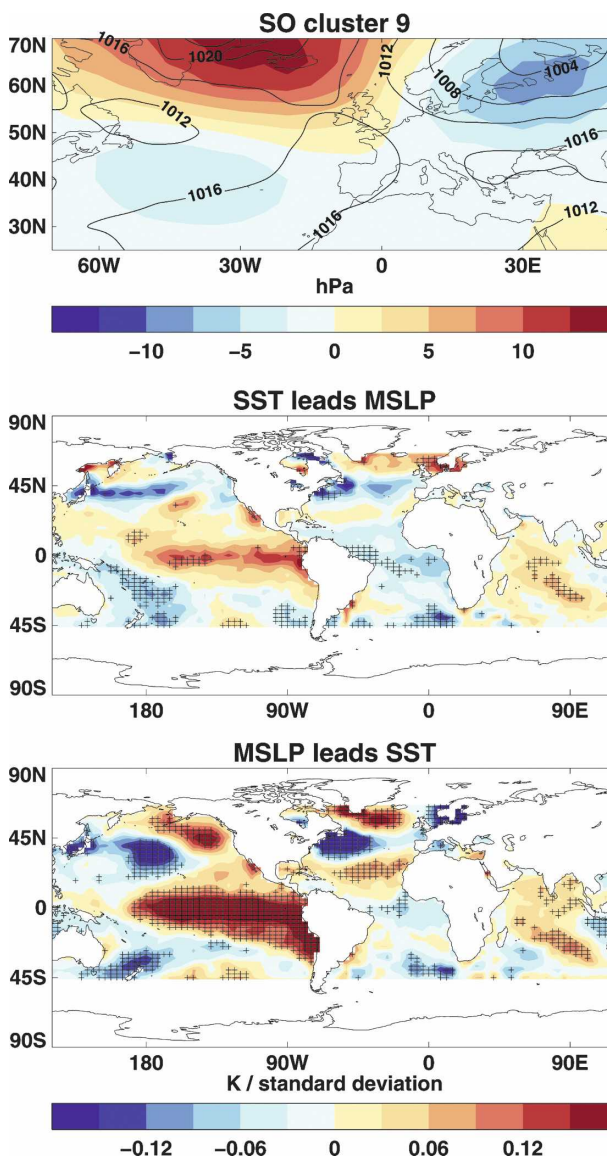 SO cluster 9
70N
60N
50N
40N
30N
1016
1020
1012
1008
1004
1012
1016
1016
1016
1012
60W 30W 0 30E
hPa
−10 −5 0 5 10
SST leads MSLP
90N
45N
0
45S
90S
180 90W 0 90E
MSLP leads SST
90N
45N
0
45S
90S
180 90W 0 90E
K / standard deviation
−0.12 −0.06 0 0.06 0.12